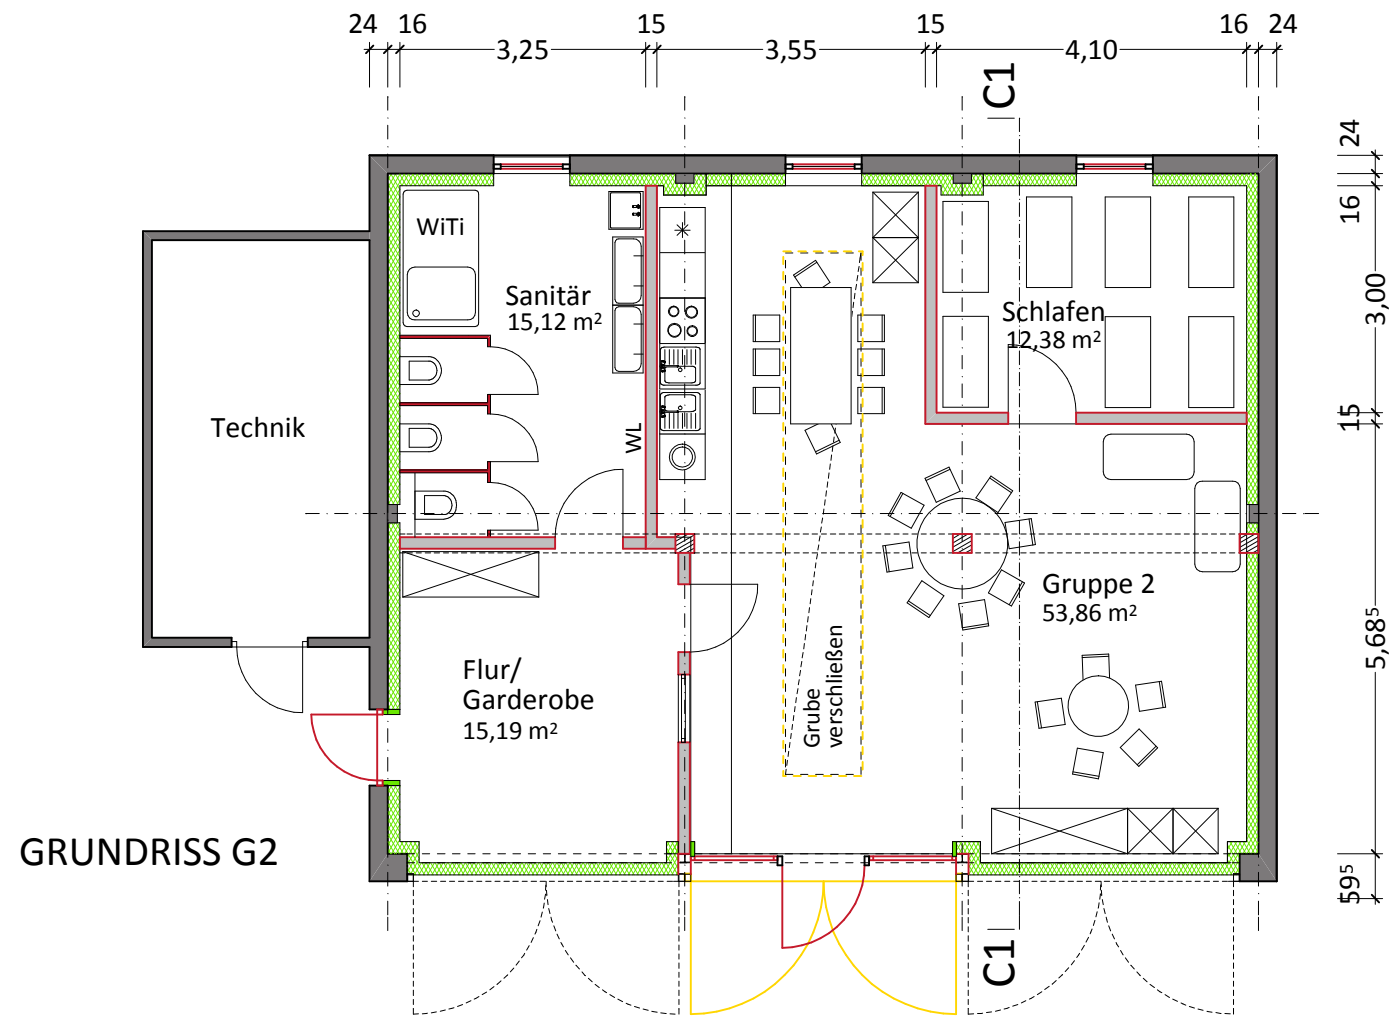 24 16 15 15 16 24
3,25 3,55 4,10
C1
24
16
3,00
15
5,68⁵
59⁵
WiTi
Sanitär
15,12 m²
Schlafen
12,38 m²
Technik
WL
Gruppe 2
53,86 m²
Flur/
Garderobe
15,19 m²
Grube
verschließen
GRUNDRISS G2
C1